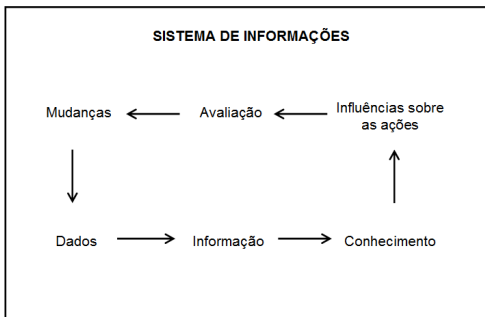 SISTEMA DE INFORMAÇÕES
Mudanças
Avaliação
Influências sobre
as ações
Dados
Informação
Conhecimento